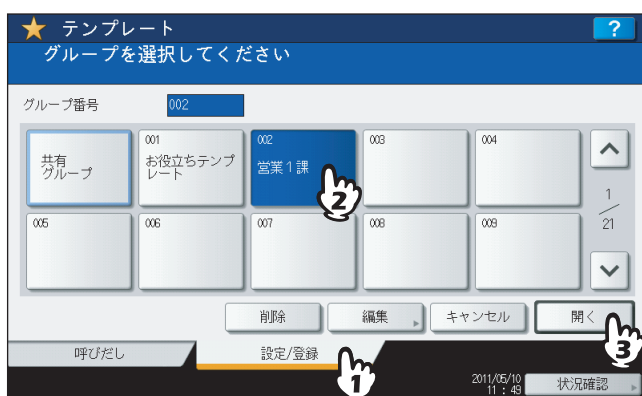 テンプレート
?
グループを選択してください
グループ番号
002
共有
グループ
001
お役立ちテンプ
レート
002
営業1課
003
004
005
006
007
008
009
1
21
削除
編集
キャンセル
開く
呼びだし
設定/登録
2011/05/10
11 : 49
状況確認
1
2
3